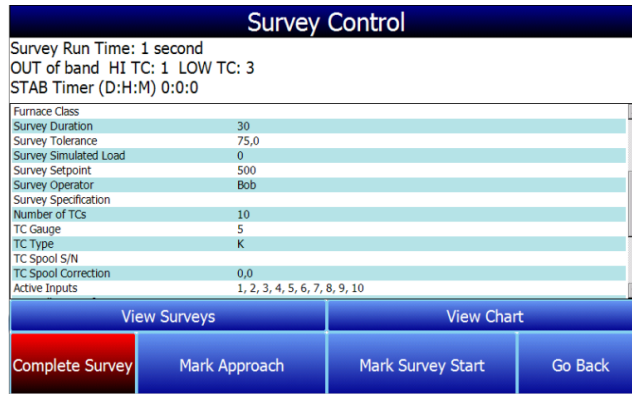 Survey Control
Survey Run Time: 1 second
OUT of band HI TC: 1 LOW TC: 3
STAB Timer (D:H:M) 0:0:0
Furnace Class
Survey Duration 30
Survey Tolerance 75,0
Survey Simulated Load 0
Survey Setpoint 500
Survey Operator Bob
Survey Specification
Number of TCs 10
TC Gauge 5
TC Type K
TC Spool S/N
TC Spool Correction 0,0
Active Inputs 1, 2, 3, 4, 5, 6, 7, 8, 9, 10
View Surveys View Chart
Complete Survey Mark Approach Mark Survey Start Go Back